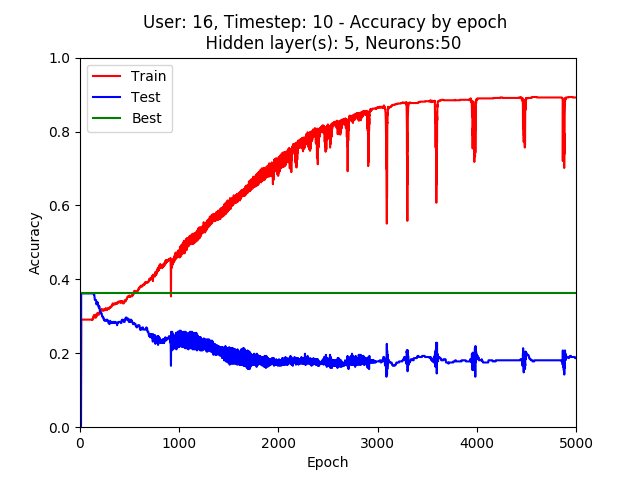 User: 16, Timestep: 10 - Accuracy by epoch
Hidden layer(s): 5, Neurons:50
1.0
0.8
0.6
0.4
0.2
0.0
Accuracy
Train
Test
Best
0 1000 2000 3000 4000 5000
Epoch